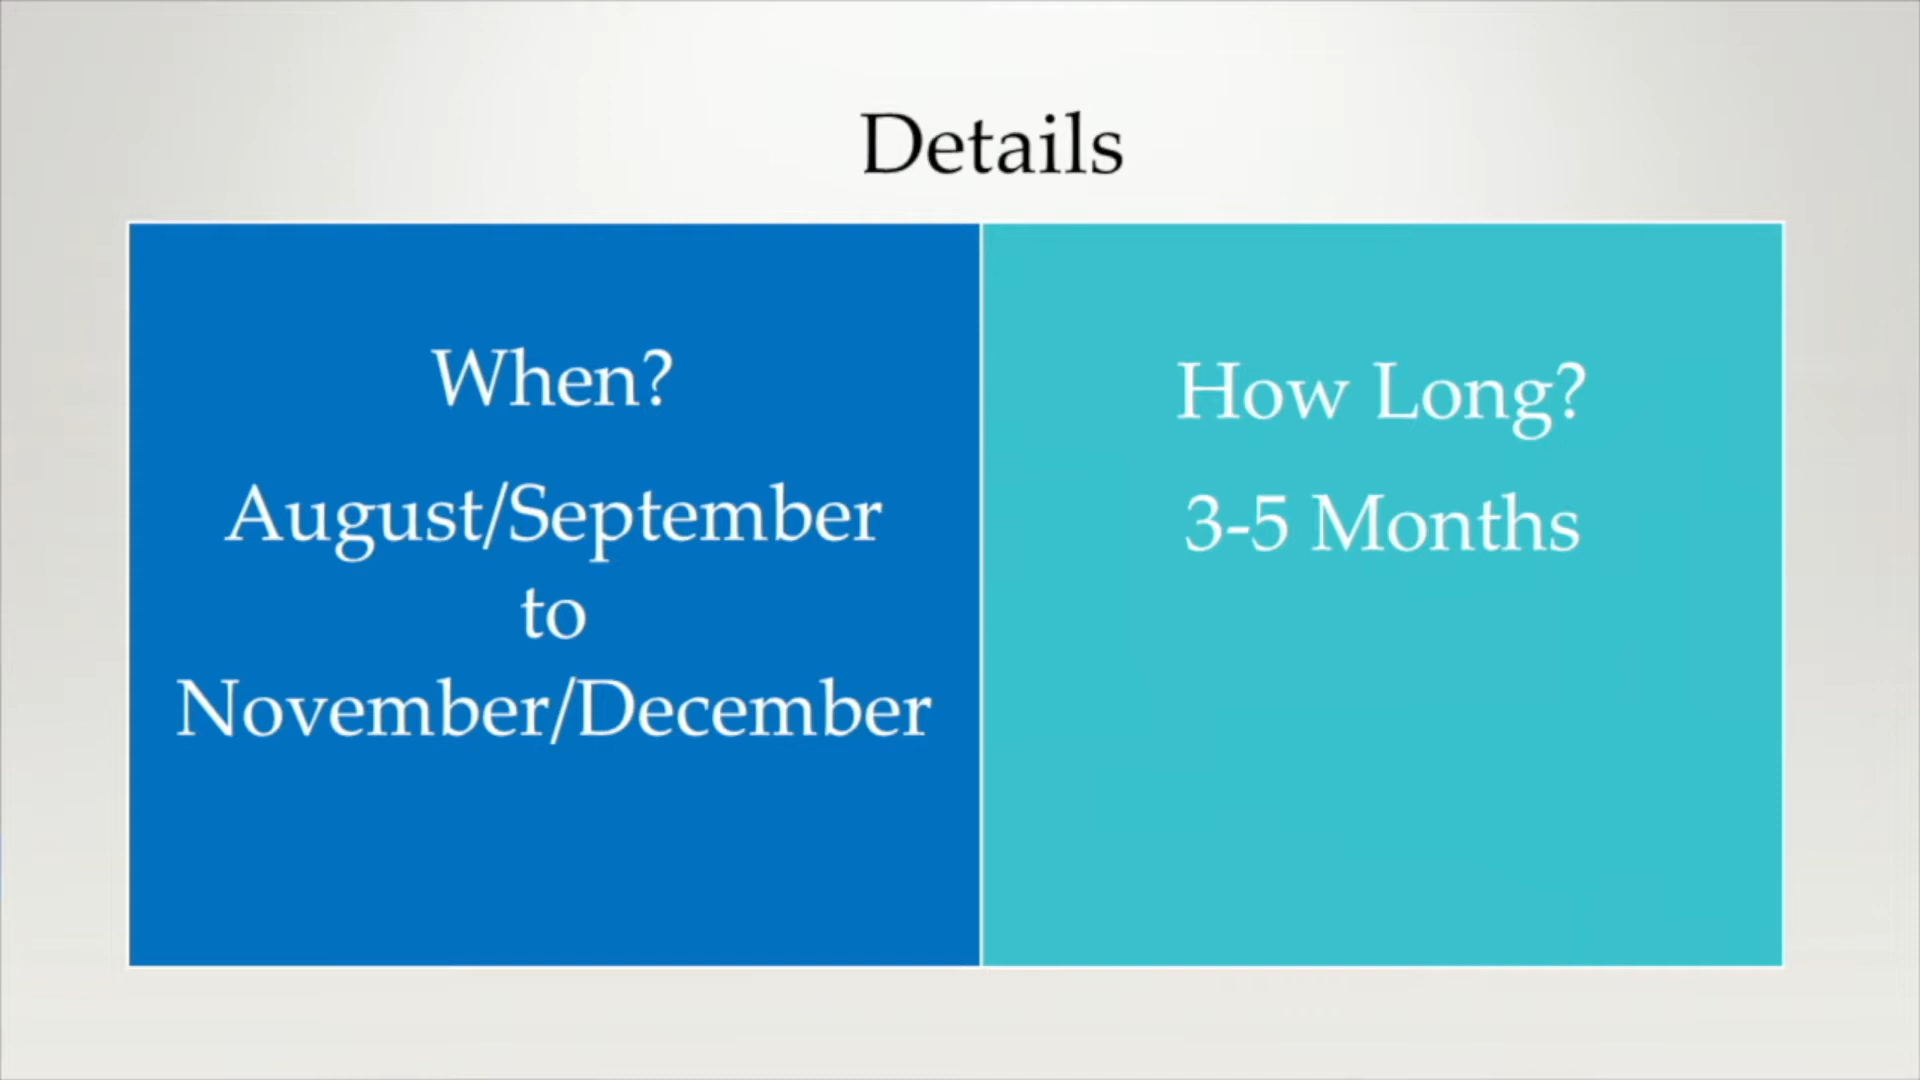 Details
When?
August/September
to
November/December
How Long?
3-5 Months